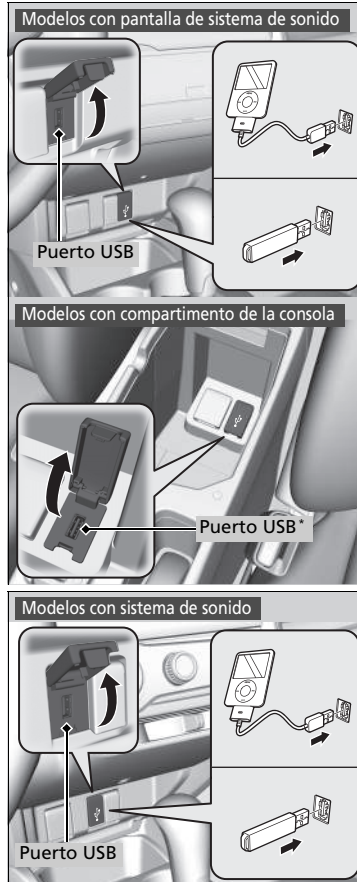 Modelos con pantalla de sistema de sonido
Puerto USB
Modelos con compartimento de la consola
Puerto USB*
Modelos con sistema de sonido
Puerto USB